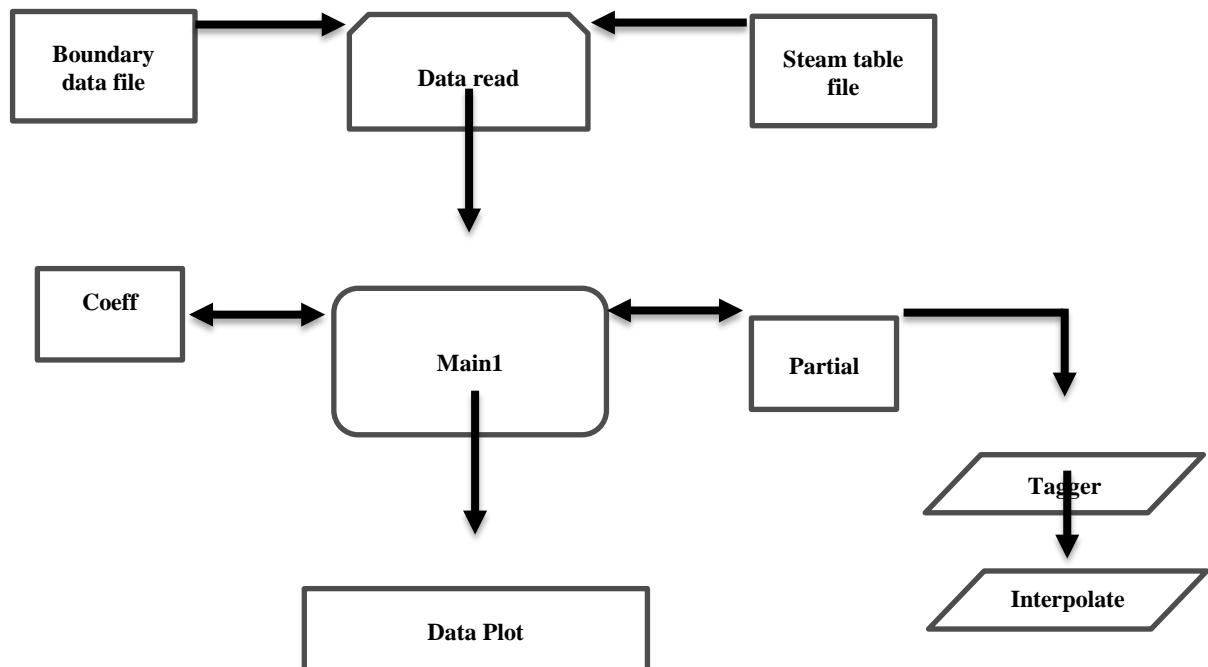 Boundary
data file
Data read
Steam table
file
Coeff
Main1
Partial
Tagger
Interpolate
Data Plot